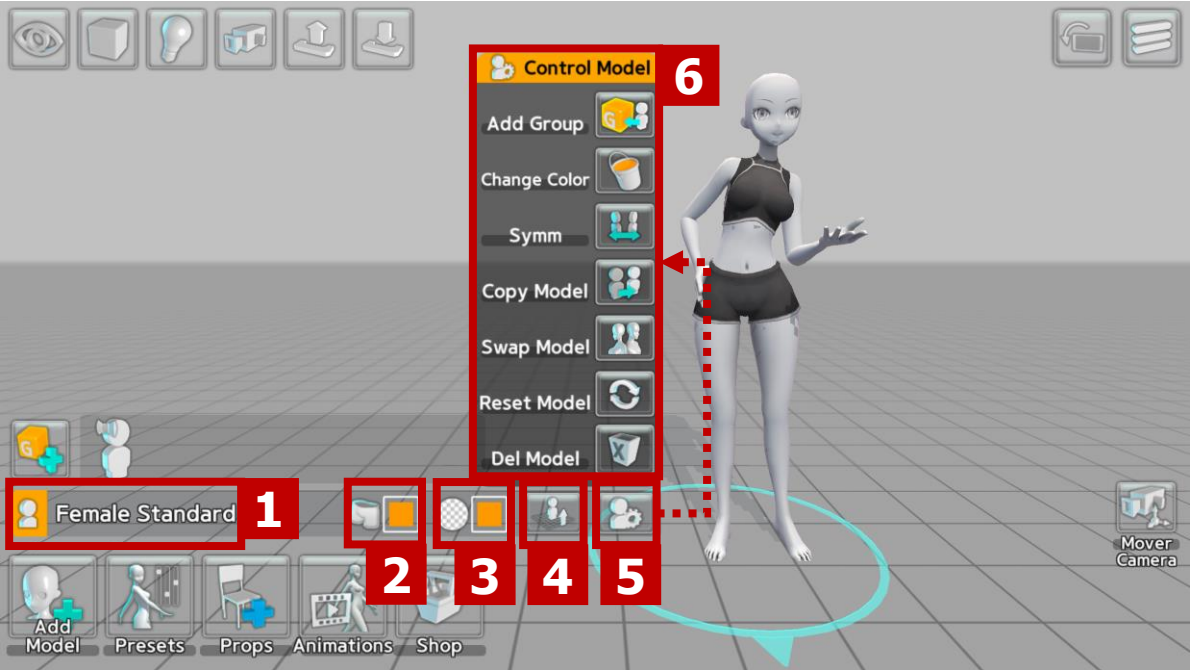 Control Model
6
Add Group
G
Change Color
Symm
Copy Model
Swap Model
Reset Model
Del Model
X
G
Female Standard
1
2
3
4
5
Add
Model
Presets
Props
Animations
Shop
Mover
Camera